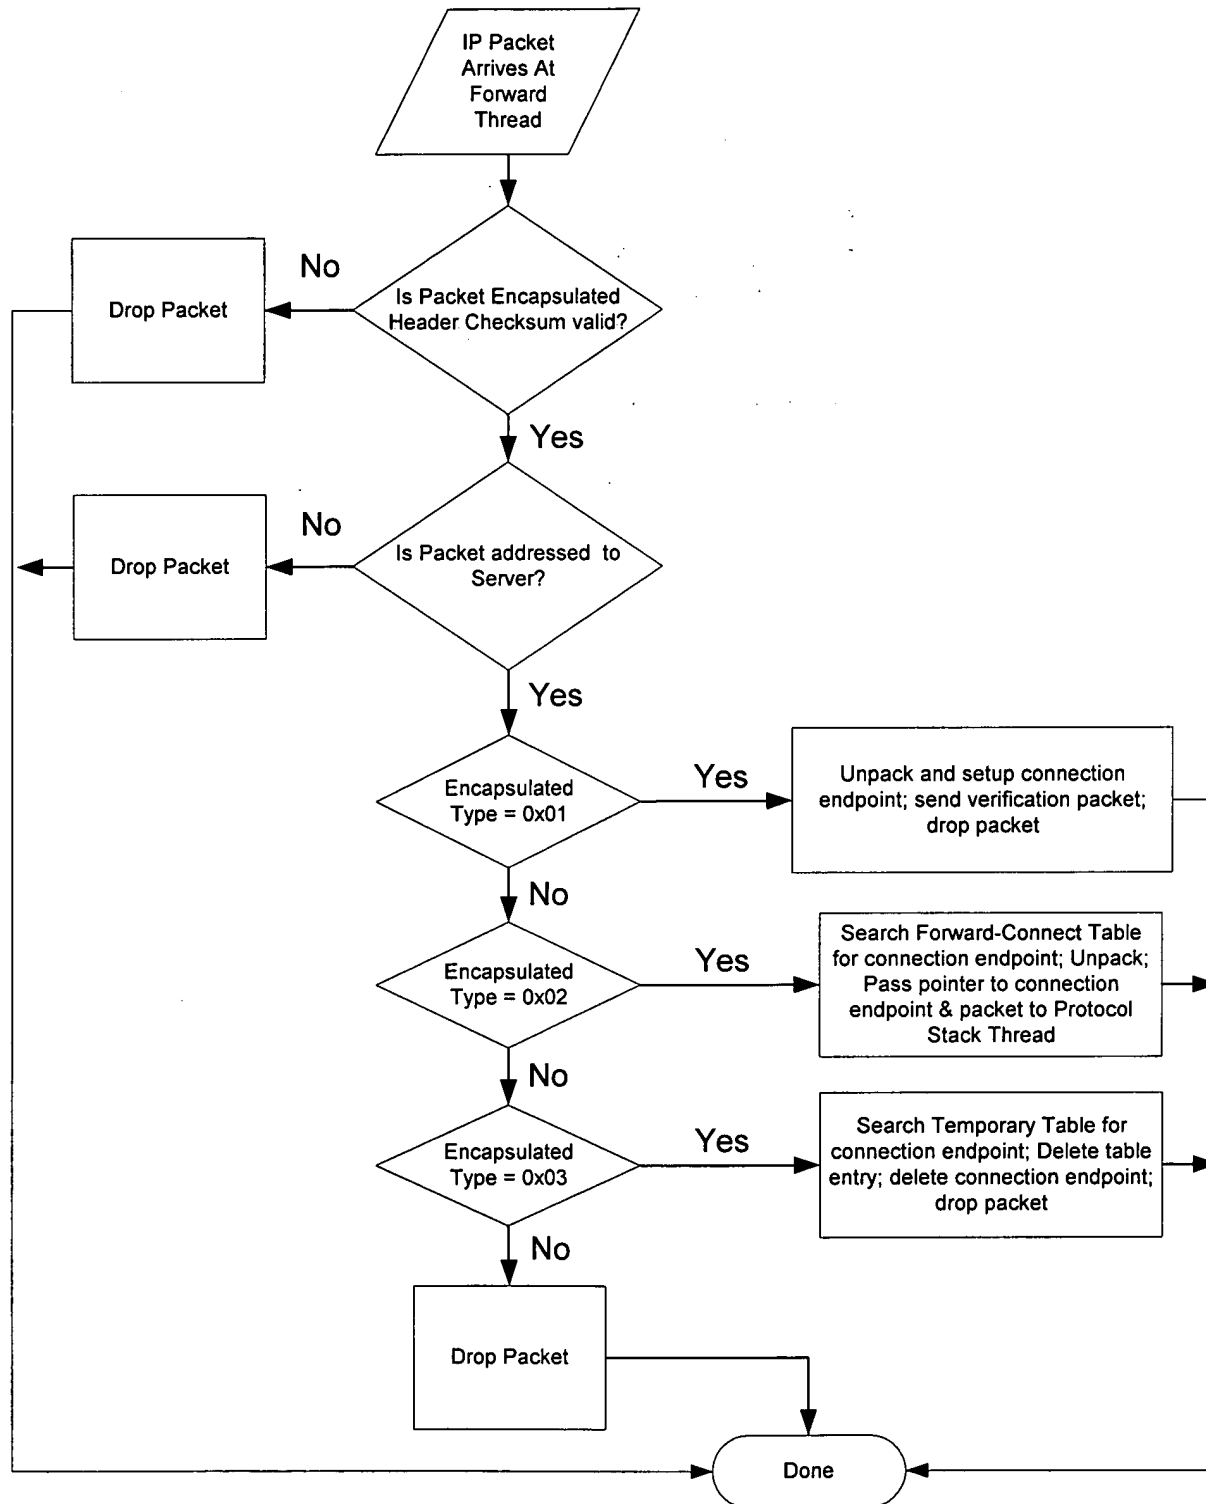 IP Packet
Arrives At
Forward
Thread
No
Drop Packet
Is Packet Encapsulated
Header Checksum valid?
Yes
No
Drop Packet
Is Packet addressed to
Server?
Yes
Encapsulated
Type = 0x01
Yes
Unpack and setup connection
endpoint; send verification packet;
drop packet
No
Encapsulated
Type = 0x02
Yes
Search Forward-Connect Table
for connection endpoint; Unpack;
Pass pointer to connection
endpoint & packet to Protocol
Stack Thread
No
Encapsulated
Type = 0x03
Yes
Search Temporary Table for
connection endpoint; Delete table
entry; delete connection endpoint;
drop packet
No
Drop Packet
Done